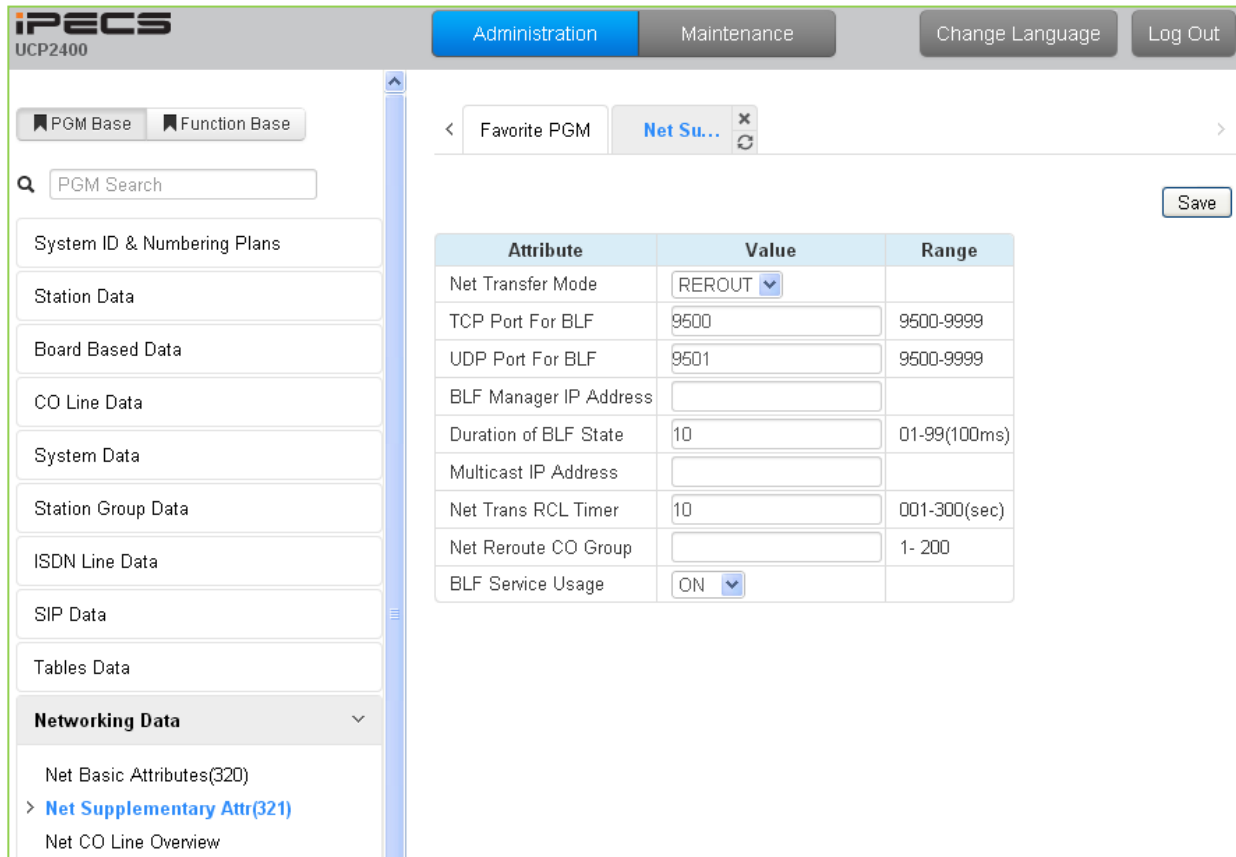 iPECS
UCP2400
Administration Maintenance Change Language Log Out
PGM Base Function Base
Favorite PGM Net Su...
PGM Search
Save
System ID & Numbering Plans
Station Data
Board Based Data
CO Line Data
System Data
Station Group Data
ISDN Line Data
SIP Data
Tables Data
Networking Data
Net Basic Attributes(320)
Net Supplementary Attr(321)
Net CO Line Overview
Attribute Value Range
Net Transfer Mode REROUT
TCP Port For BLF 9500 9500-9999
UDP Port For BLF 9501 9500-9999
BLF Manager IP Address
Duration of BLF State 10 01-99(100ms)
Multicast IP Address
Net Trans RCL Timer 10 001-300(sec)
Net Reroute CO Group 1- 200
BLF Service Usage ON